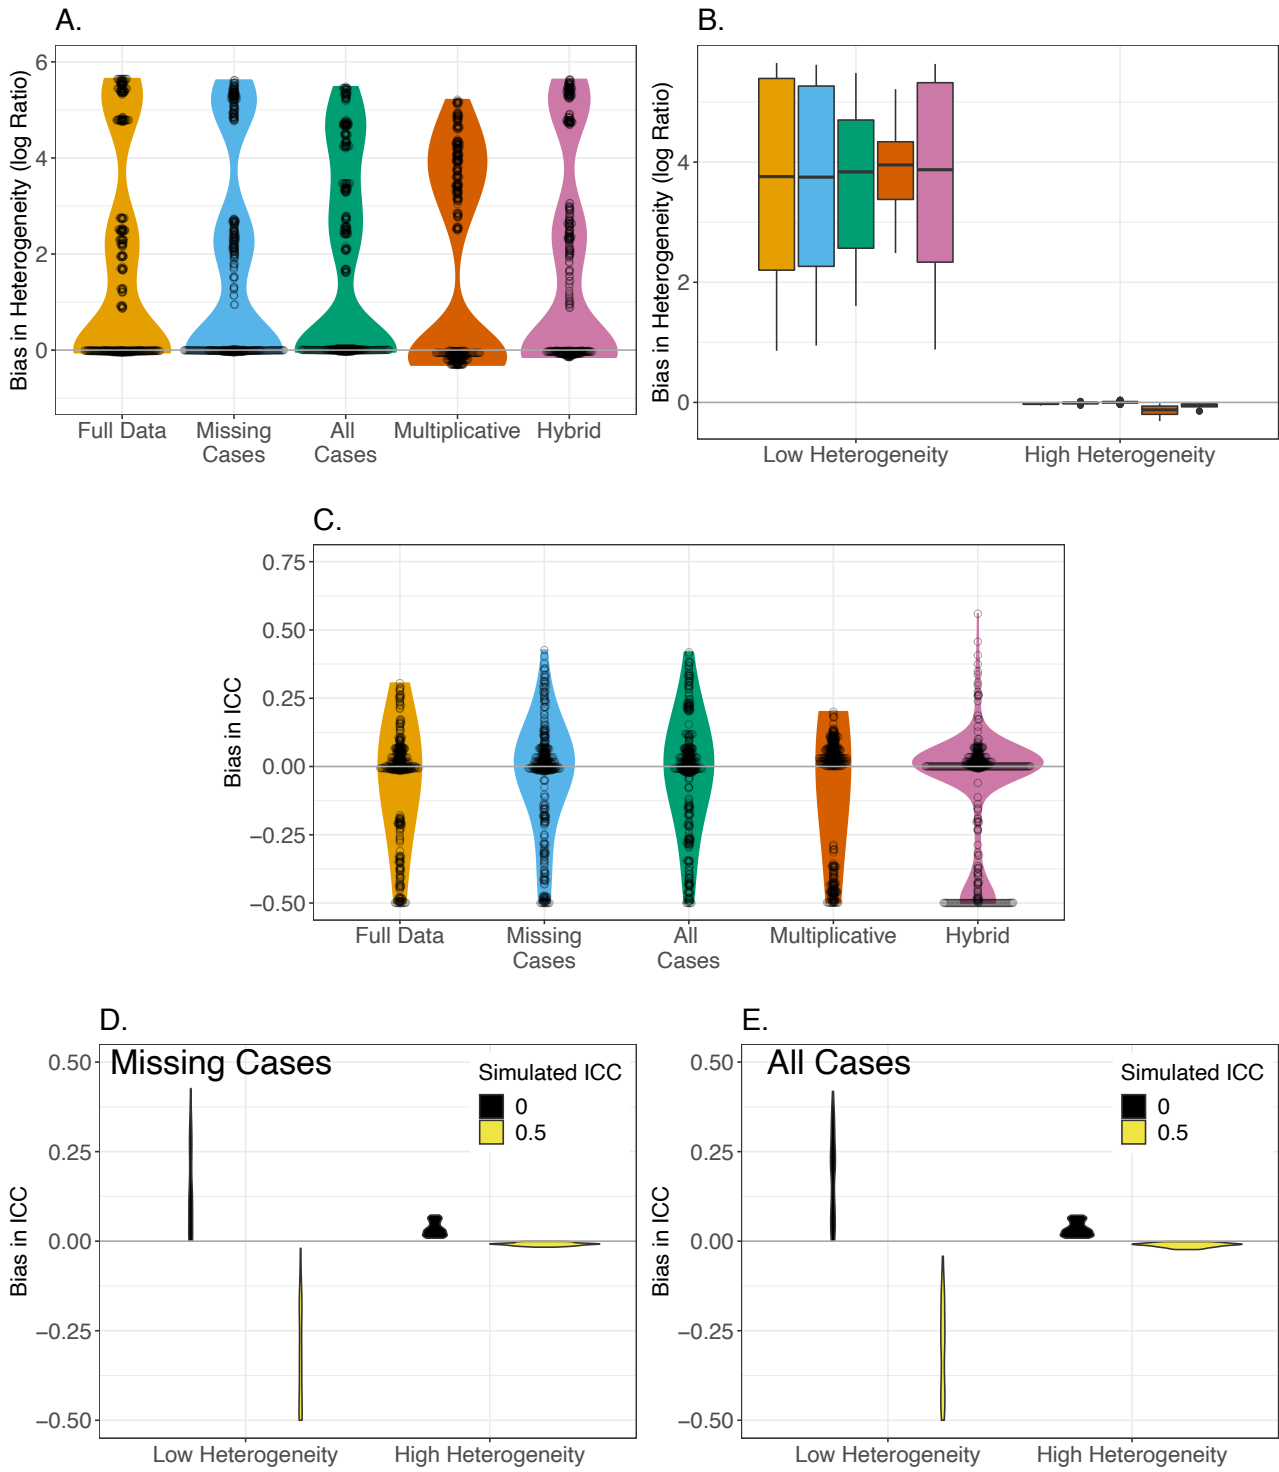 A.
Bias in Heterogeneity (log Ratio)
6
4
2
0
Full Data
Missing
Cases
All
Cases
Multiplicative
Hybrid
B.
Bias in Heterogeneity (log Ratio)
4
2
0
Low Heterogeneity
High Heterogeneity
C.
Bias in ICC
0.75
0.50
0.25
0.00
−0.25
−0.50
Full Data
Missing
Cases
All
Cases
Multiplicative
Hybrid
D.
Missing Cases
Simulated ICC
0
0.5
Bias in ICC
0.50
0.25
0.00
−0.25
−0.50
Low Heterogeneity
High Heterogeneity
E.
All Cases
Simulated ICC
0
0.5
Bias in ICC
0.50
0.25
0.00
−0.25
−0.50
Low Heterogeneity
High Heterogeneity